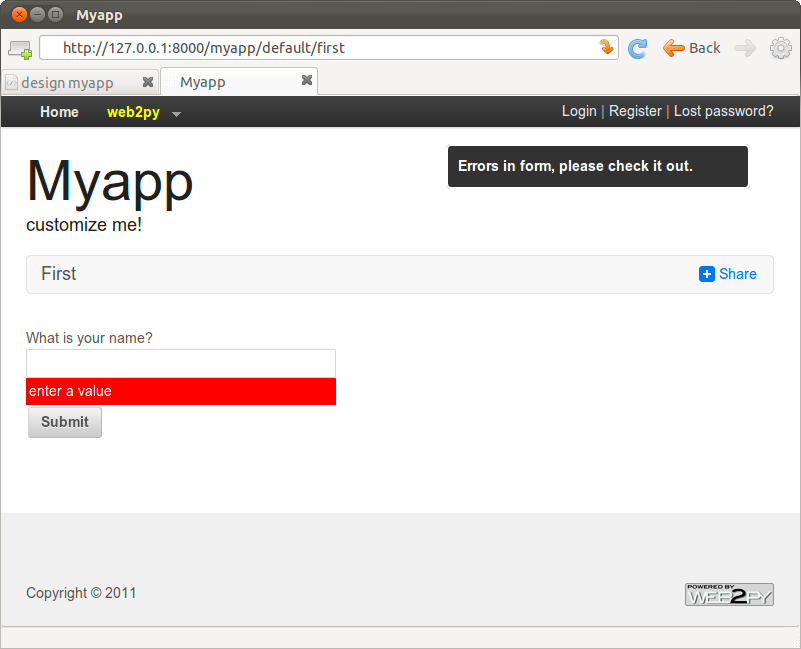 Myapp
http://127.0.0.1:8000/myapp/default/first
Back
design myapp
Myapp
Home web2py Login | Register | Lost password?
Errors in form, please check it out.
Myapp
customize me!
First
Share
What is your name?
enter a value
Submit
Copyright © 2011
POWERED BY
WEB2PY